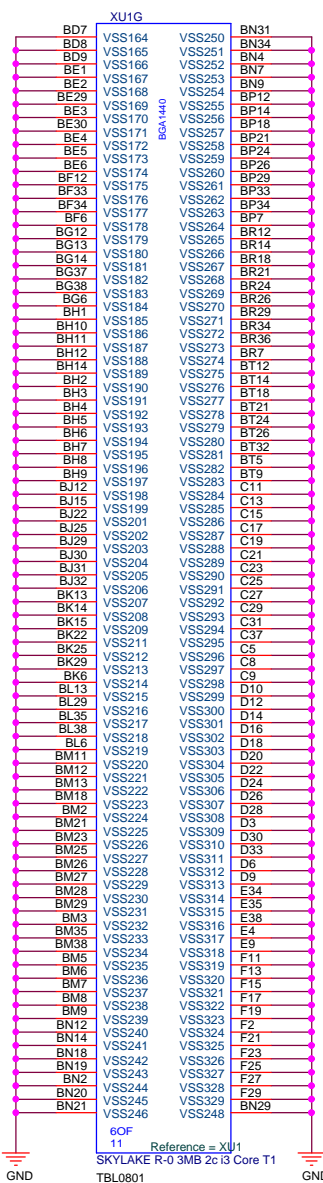 XU1G
BGA1440
BD7 VSS164 VSS250 BN31
BD8 VSS165 VSS251 BN34
BD9 VSS166 VSS252 BN4
BE1 VSS167 VSS253 BN7
BE2 VSS168 VSS254 BN9
BE29 VSS169 VSS255 BP12
BE3 VSS170 VSS256 BP14
BE30 VSS171 VSS257 BP18
BE4 VSS172 VSS258 BP21
BE5 VSS173 VSS259 BP24
BE6 VSS174 VSS260 BP26
BF12 VSS175 VSS261 BP29
BF33 VSS176 VSS262 BP33
BF34 VSS177 VSS263 BP34
BF6 VSS178 VSS264 BP7
BG12 VSS179 VSS265 BR12
BG13 VSS180 VSS266 BR14
BG14 VSS181 VSS267 BR18
BG37 VSS182 VSS268 BR21
BG38 VSS183 VSS269 BR24
BG6 VSS184 VSS270 BR26
BH1 VSS185 VSS271 BR29
BH10 VSS186 VSS272 BR34
BH11 VSS187 VSS273 BR36
BH12 VSS188 VSS274 BR7
BH14 VSS189 VSS275 BT12
BH2 VSS190 VSS276 BT14
BH3 VSS191 VSS277 BT18
BH4 VSS192 VSS278 BT21
BH5 VSS193 VSS279 BT24
BH6 VSS194 VSS280 BT26
BH7 VSS195 VSS281 BT32
BH8 VSS196 VSS282 BT5
BH9 VSS197 VSS283 BT9
BJ12 VSS198 VSS284 C11
BJ15 VSS199 VSS285 C13
BJ22 VSS201 VSS286 C15
BJ25 VSS202 VSS287 C17
BJ29 VSS203 VSS288 C19
BJ30 VSS204 VSS289 C21
BJ31 VSS205 VSS290 C23
BJ32 VSS206 VSS291 C25
BK13 VSS207 VSS292 C27
BK14 VSS208 VSS293 C29
BK15 VSS209 VSS294 C31
BK22 VSS211 VSS295 C37
BK25 VSS212 VSS296 C5
BK29 VSS213 VSS297 C8
BK6 VSS214 VSS298 C9
BL13 VSS215 VSS299 D10
BL29 VSS216 VSS300 D12
BL35 VSS217 VSS301 D14
BL38 VSS218 VSS302 D16
BL6 VSS219 VSS303 D18
BM11 VSS220 VSS304 D20
BM12 VSS221 VSS305 D22
BM13 VSS222 VSS306 D24
BM18 VSS223 VSS307 D26
BM2 VSS224 VSS308 D28
BM21 VSS225 VSS309 D3
BM23 VSS226 VSS310 D30
BM25 VSS227 VSS311 D33
BM26 VSS228 VSS312 D6
BM27 VSS229 VSS313 D9
BM28 VSS230 VSS314 E34
BM29 VSS231 VSS315 E35
BM3 VSS232 VSS316 E38
BM35 VSS233 VSS317 E4
BM38 VSS234 VSS318 E9
BM5 VSS235 VSS319 F11
BM6 VSS236 VSS320 F13
BM7 VSS237 VSS321 F15
BM8 VSS238 VSS322 F17
BM9 VSS239 VSS323 F19
BN12 VSS240 VSS324 F2
BN14 VSS241 VSS325 F21
BN18 VSS242 VSS326 F23
BN19 VSS243 VSS327 F25
BN2 VSS244 VSS328 F27
BN20 VSS245 VSS329 F29
BN21 VSS246 VSS248 BN29
6OF
11 Reference = XU1
SKYLAKE R-0 3MB 2c i3 Core T1
GND TBL0801 GND